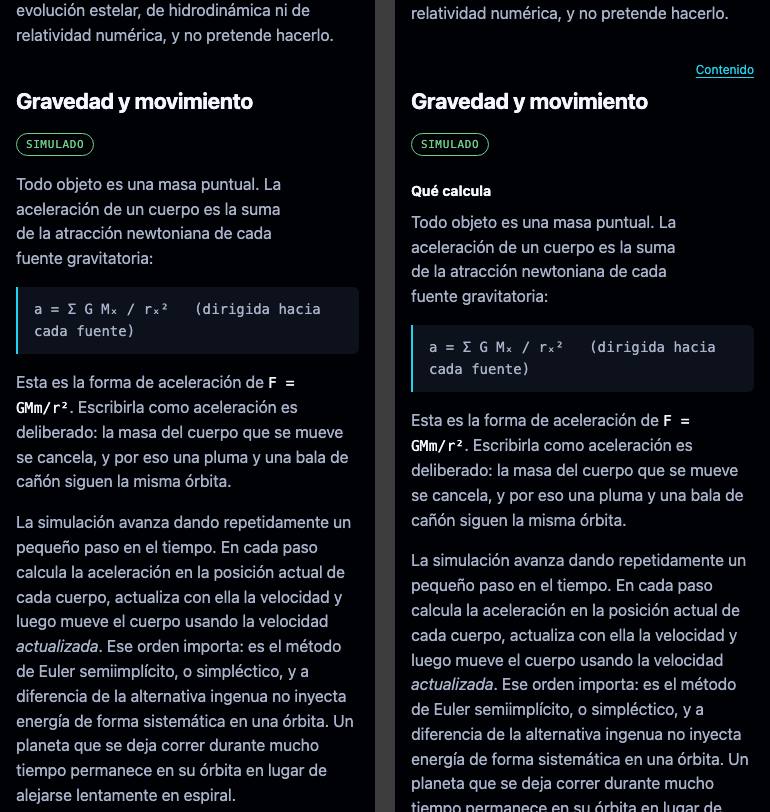 evolución estelar, de hidrodinámica ni de
relatividad numérica, y no pretende hacerlo.
Gravedad y movimiento
SIMULADO
Todo objeto es una masa puntual. La
aceleración de un cuerpo es la suma
de la atracción newtoniana de cada
fuente gravitatoria:
a = Σ G Mₓ / rₓ²   (dirigida hacia
cada fuente)
Esta es la forma de aceleración de F =
GMm/r². Escribirla como aceleración es
deliberado: la masa del cuerpo que se mueve
se cancela, y por eso una pluma y una bala de
cañón siguen la misma órbita.
La simulación avanza dando repetidamente un
pequeño paso en el tiempo. En cada paso
calcula la aceleración en la posición actual de
cada cuerpo, actualiza con ella la velocidad y
luego mueve el cuerpo usando la velocidad
actualizada. Ese orden importa: es el método
de Euler semiimplícito, o simpléctico, y a
diferencia de la alternativa ingenua no inyecta
energía de forma sistemática en una órbita. Un
planeta que se deja correr durante mucho
tiempo permanece en su órbita en lugar de
alejarse lentamente en espiral.
relatividad numérica, y no pretende hacerlo.
Contenido
Gravedad y movimiento
SIMULADO
Qué calcula
Todo objeto es una masa puntual. La
aceleración de un cuerpo es la suma
de la atracción newtoniana de cada
fuente gravitatoria:
a = Σ G Mₓ / rₓ²   (dirigida hacia
cada fuente)
Esta es la forma de aceleración de F =
GMm/r². Escribirla como aceleración es
deliberado: la masa del cuerpo que se mueve
se cancela, y por eso una pluma y una bala de
cañón siguen la misma órbita.
La simulación avanza dando repetidamente un
pequeño paso en el tiempo. En cada paso
calcula la aceleración en la posición actual de
cada cuerpo, actualiza con ella la velocidad y
luego mueve el cuerpo usando la velocidad
actualizada. Ese orden importa: es el método
de Euler semiimplícito, o simpléctico, y a
diferencia de la alternativa ingenua no inyecta
energía de forma sistemática en una órbita. Un
planeta que se deja correr durante mucho
tiempo permanece en su órbita en lugar de